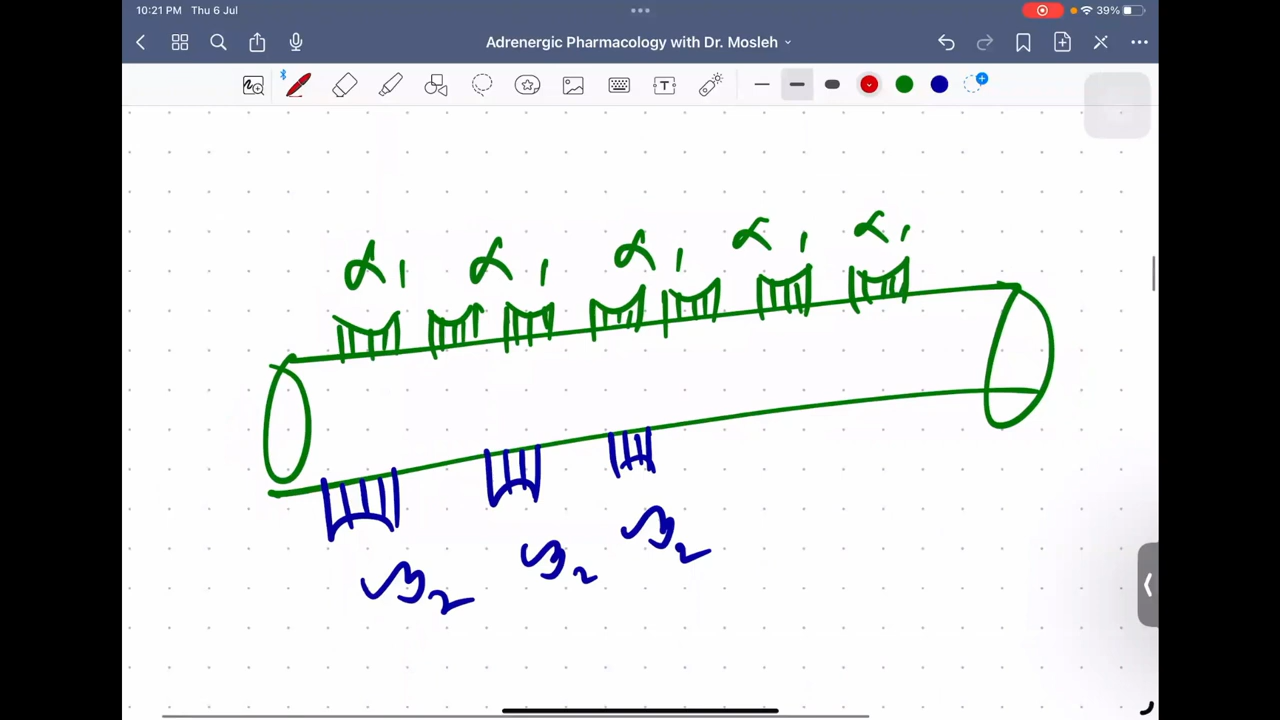 10:21 PM Thu 6 Jul
39%
Adrenergic Pharmacology with Dr. Mosleh
α1 α1 α1 α1 α1
β2 β2 β2